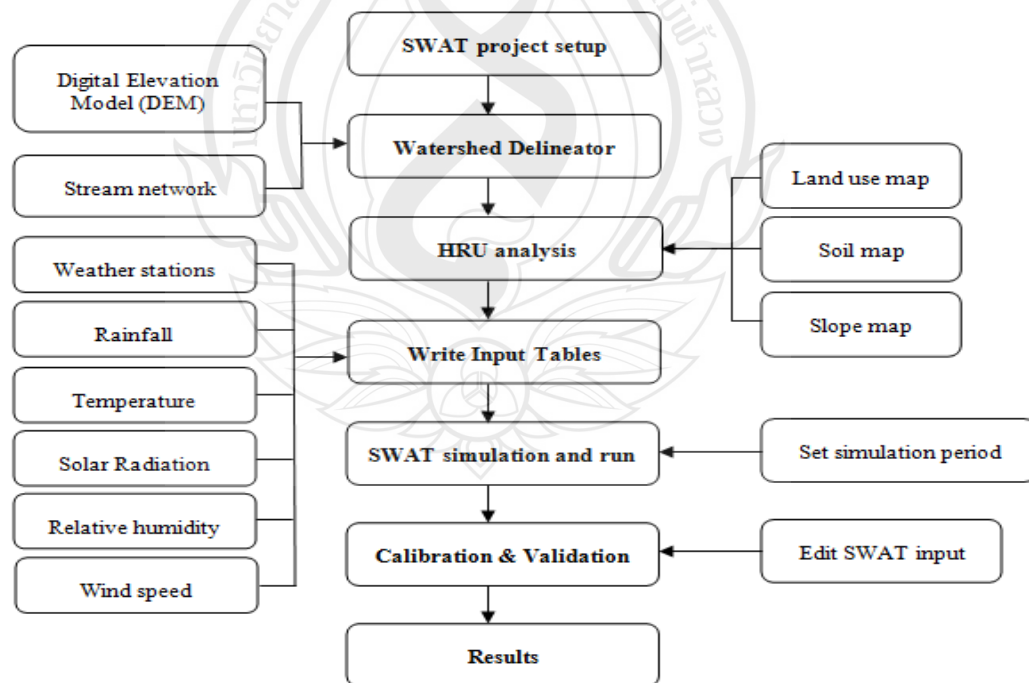 SWAT project setup
Digital Elevation
Model (DEM)
Watershed Delineator
Stream network
Land use map
HRU analysis
Soil map
Slope map
Weather stations
Rainfall
Write Input Tables
Temperature
Solar Radiation
SWAT simulation and run
Set simulation period
Relative humidity
Calibration & Validation
Edit SWAT input
Wind speed
Results